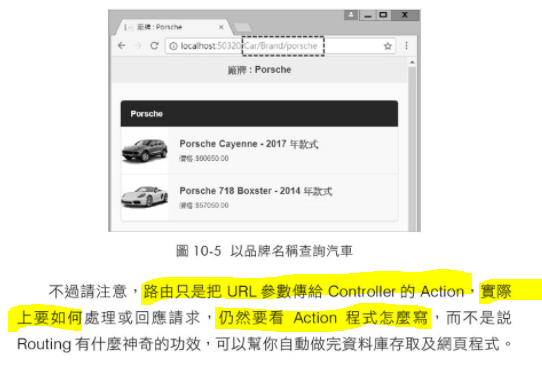 廠牌 : Porsche
localhost:50320/Car/Brand/porsche
廠牌 : Porsche
Porsche
Porsche Cayenne - 2017 年款式
價格:$60650.00
Porsche 718 Boxster - 2014 年款式
價格:$57050.00
圖 10-5 以品牌名稱查詢汽車
不過請注意，路由只是把 URL 參數傳給 Controller 的 Action，實際
上要如何處理或回應請求，仍然要看 Action 程式怎麼寫，而不是說
Routing 有什麼神奇的功效，可以幫你自動做完資料庫存取及網頁程式。